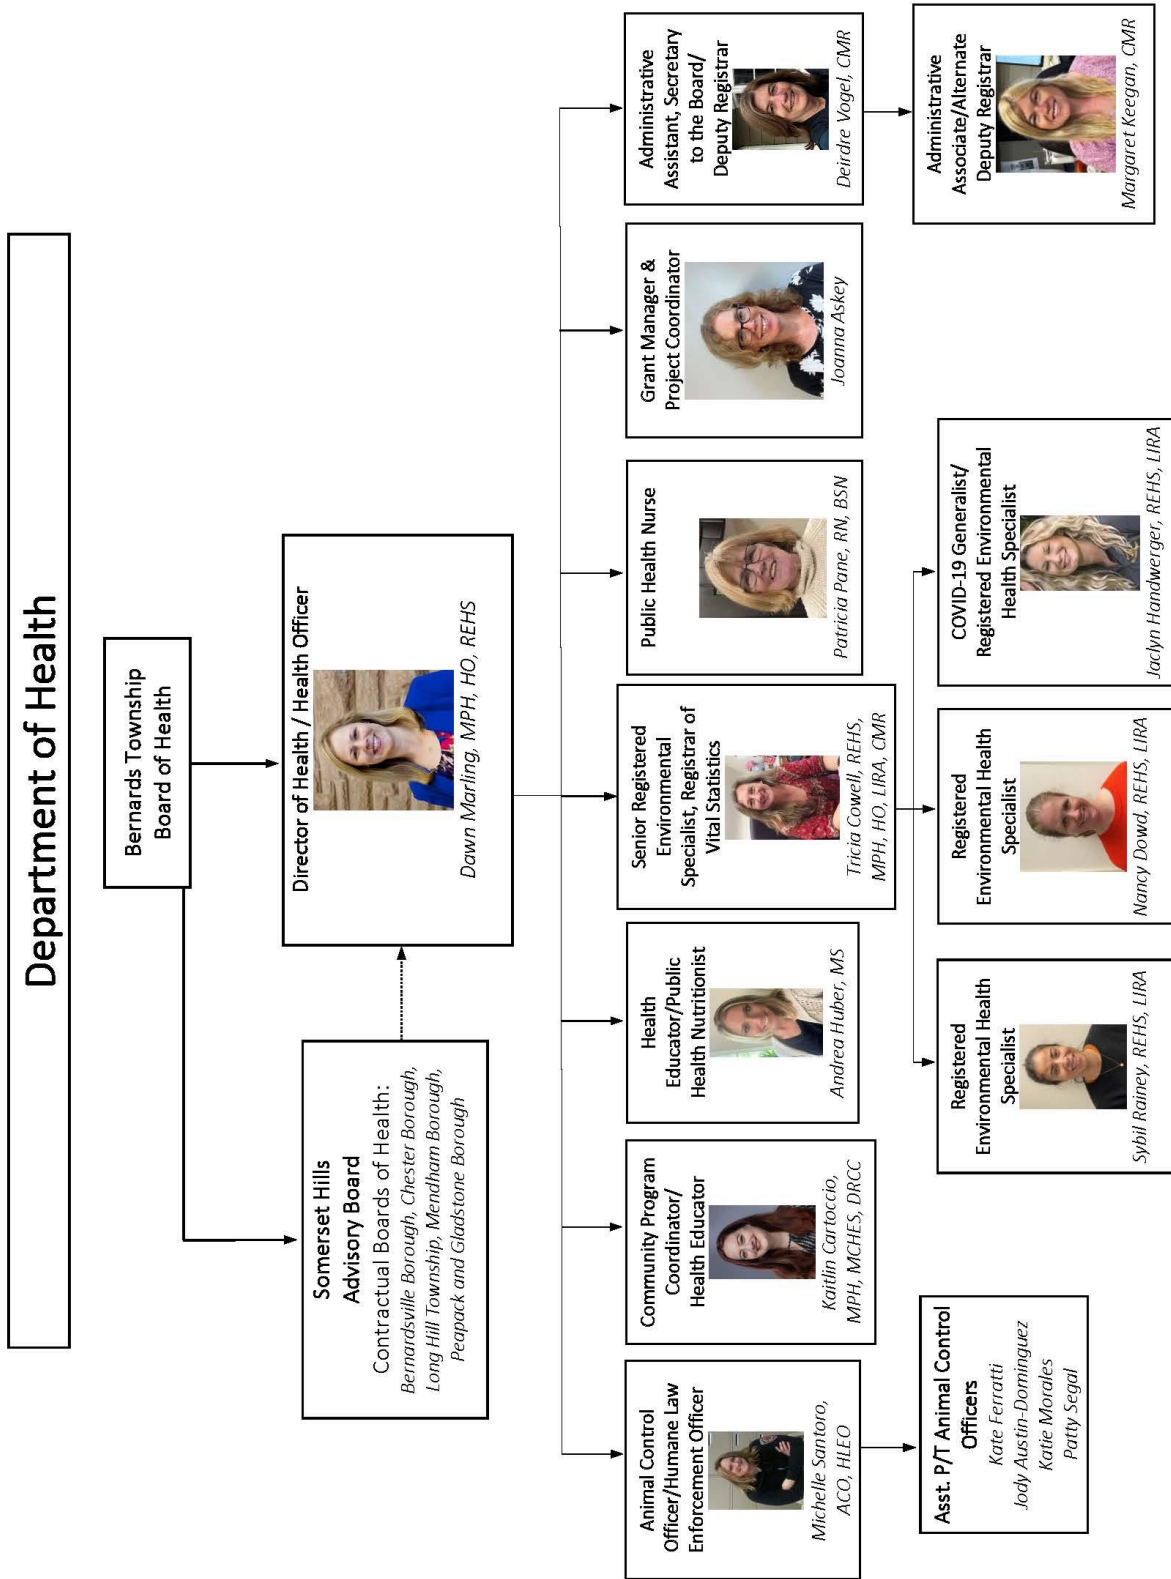 Department of Health
Bernards Township
Board of Health
Somerset Hills
Advisory Board
Contractual Boards of Health:
Bernardsville Borough, Chester Borough,
Long Hill Township, Mendham Borough,
Peapack and Gladstone Borough
Director of Health / Health Officer
Dawn Marling, MPH, HO, REHS
Animal Control
Officer/Humane Law
Enforcement Officer
Michelle Santoro,
ACO, HLEO
Community Program
Coordinator/
Health Educator
Kaitlin Cartoccio,
MPH, MCHES, DRCC
Health
Educator/Public
Health Nutritionist
Andrea Huber, MS
Senior Registered
Environmental
Specialist, Registrar of
Vital Statistics
Tricia Cowell, REHS,
MPH, HO, LIRA, CMR
Public Health Nurse
Patricia Pane, RN, BSN
Grant Manager &
Project Coordinator
Joanna Askey
Administrative
Assistant, Secretary
to the Board/
Deputy Registrar
Deirdre Vogel, CMR
Asst. P/T Animal Control
Officers
Kate Ferratti
Jody Austin-Dominguez
Katie Morales
Patty Segal
Registered
Environmental Health
Specialist
Sybil Rainey, REHS, LIRA
Registered
Environmental Health
Specialist
Nancy Dowd, REHS, LIRA
COVID-19 Generalist/
Registered Environmental
Health Specialist
Jaclyn Handwerger, REHS, LIRA
Administrative
Associate/Alternate
Deputy Registrar
Margaret Keegan, CMR